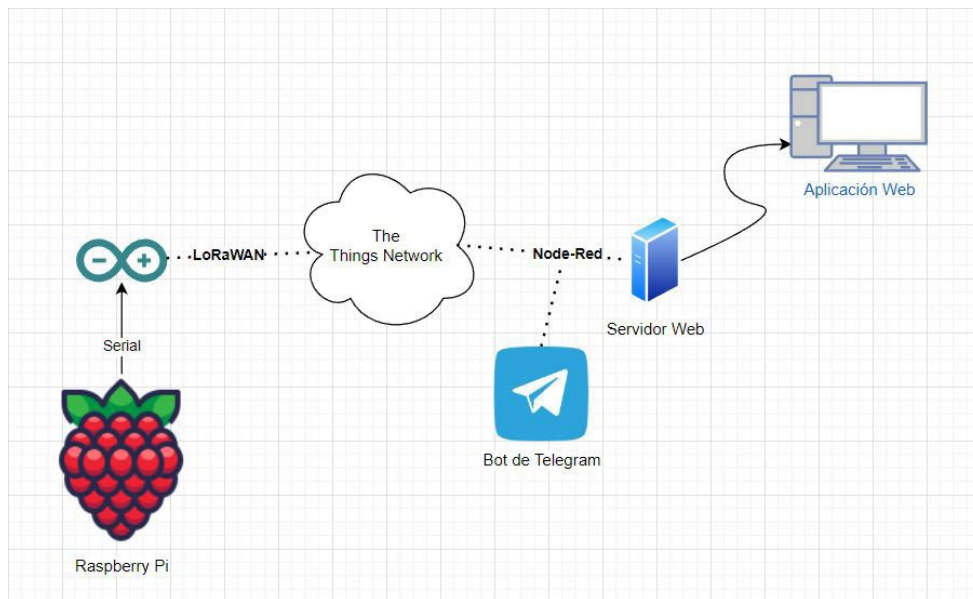 Aplicación Web
The
Things Network
LoRaWAN
Node-Red
Servidor Web
Serial
Bot de Telegram
Raspberry Pi